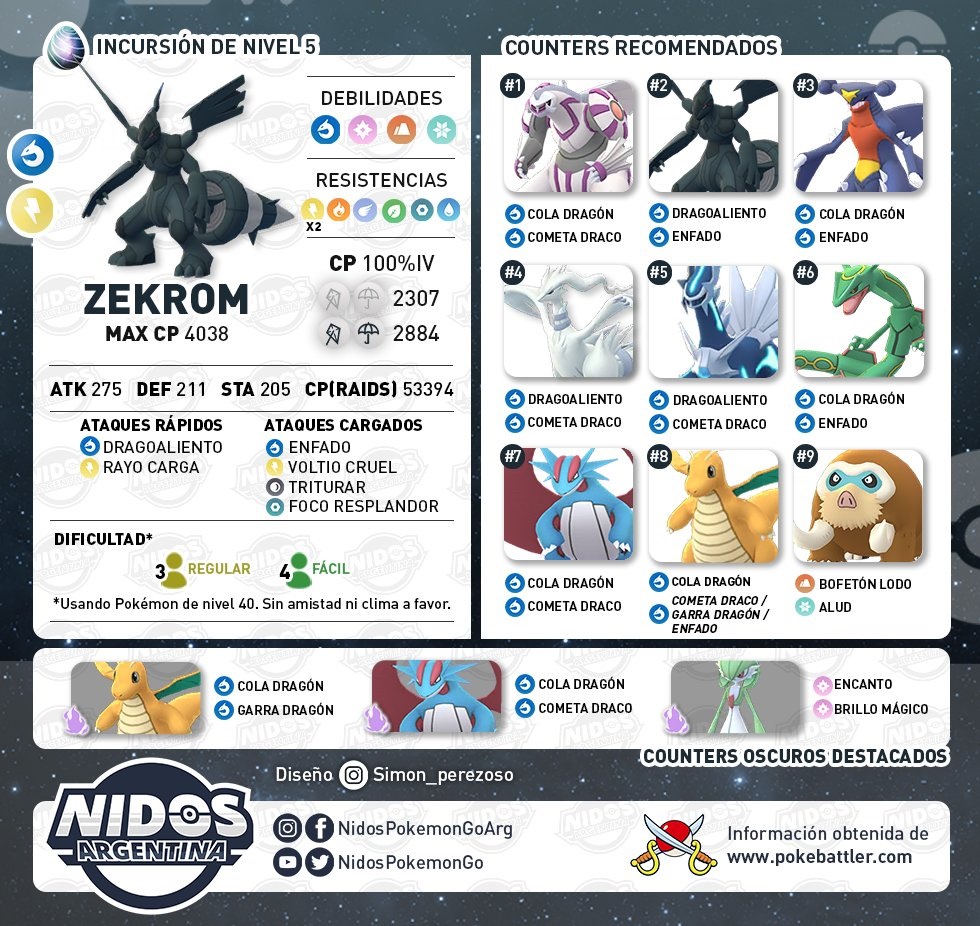 INCURSIÓN DE NIVEL 5
DEBILIDADES
RESISTENCIAS
X2
CP 100%IV
2307
2884
ZEKROM
MAX CP 4038
ATK 275 DEF 211 STA 205 CP(RAIDS) 53394
ATAQUES RÁPIDOS
DRAGOALIENTO
RAYO CARGA
ATAQUES CARGADOS
ENFADO
VOLTIO CRUEL
TRITURAR
FOCO RESPLANDOR
DIFICULTAD*
3 REGULAR 4 FÁCIL
*Usando Pokémon de nivel 40. Sin amistad ni clima a favor.
COUNTERS RECOMENDADOS
#1
COLA DRAGÓN
COMETA DRACO
#2
DRAGOALIENTO
ENFADO
#3
COLA DRAGÓN
ENFADO
#4
DRAGOALIENTO
COMETA DRACO
#5
DRAGOALIENTO
COMETA DRACO
#6
COLA DRAGÓN
ENFADO
#7
COLA DRAGÓN
COMETA DRACO
#8
COLA DRAGÓN
COMETA DRACO /
GARRA DRAGÓN /
ENFADO
#9
BOFETÓN LODO
ALUD
COLA DRAGÓN
GARRA DRAGÓN
COLA DRAGÓN
COMETA DRACO
ENCANTO
BRILLO MÁGICO
COUNTERS OSCUROS DESTACADOS
Diseño Simon_perezoso
NIDOS
ARGENTINA
NidosPokemonGoArg
NidosPokemonGo
Información obtenida de
www.pokebattler.com